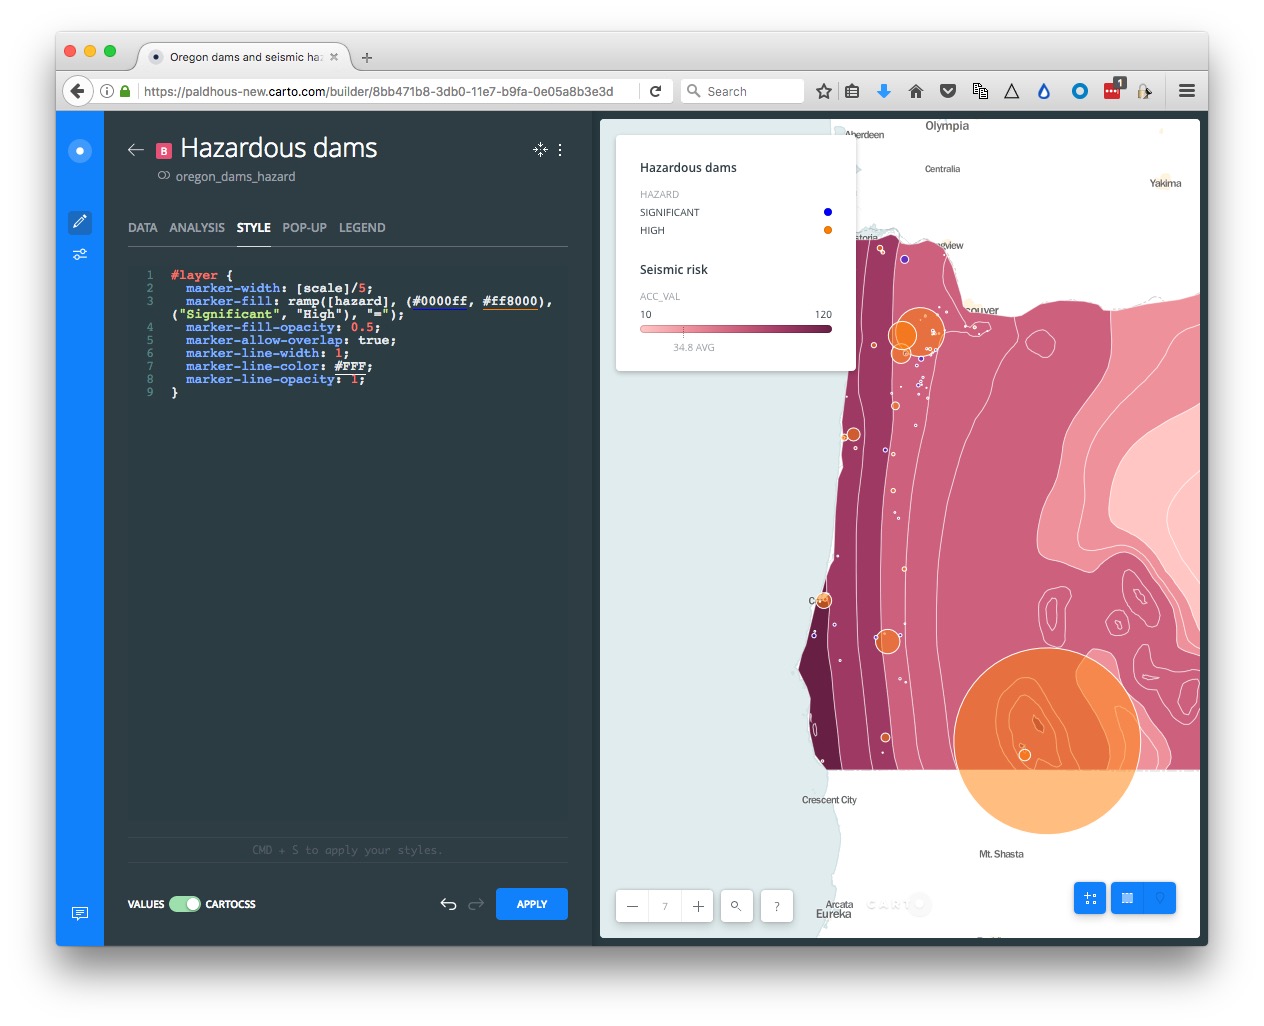 Oregon dams and seismic haz
https://paldhous-new.carto.com/builder/8bb471b8-3db0-11e7-b9fa-0e05a8b3e3d
Search
1
B Hazardous dams
oregon_dams_hazard
DATA ANALYSIS STYLE POP-UP LEGEND
1 #layer {
2 marker-width: [scale]/5;
3 marker-fill: ramp([hazard], (#0000ff, #ff8000),
("Significant", "High"), "=");
4 marker-fill-opacity: 0.5;
5 marker-allow-overlap: true;
6 marker-line-width: 1;
7 marker-line-color: #FFF;
8 marker-line-opacity: 1;
9 }
CMD + S to apply your styles.
VALUES CARTOCSS
APPLY
Hazardous dams
HAZARD
SIGNIFICANT
HIGH
Seismic risk
ACC_VAL
10 120
34.8 AVG
Aberdeen
Olympia
Centralia
Yakima
storia
gview
couver
Crescent City
Mt. Shasta
Arcata
Eureka
7
?
CARTO